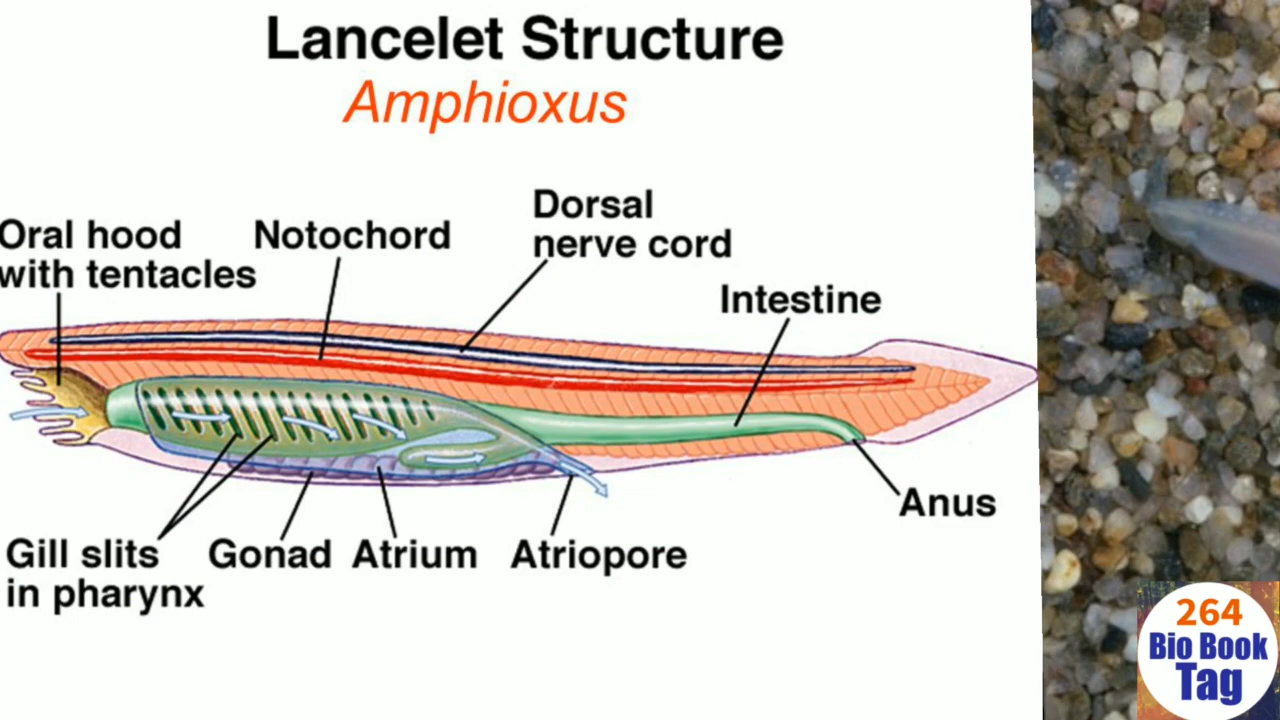 Lancelet Structure
Amphioxus
Oral hood
with tentacles
Notochord
Dorsal
nerve cord
Intestine
Anus
Gill slits
in pharynx
Gonad
Atrium
Atriopore
264
Bio Book
Tag